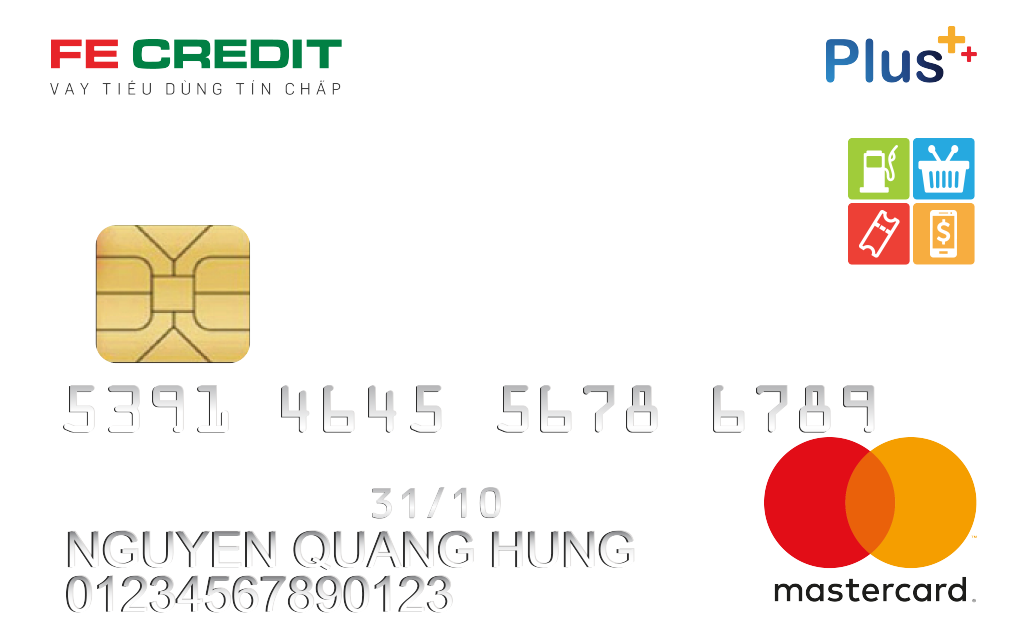 FE CREDIT
VAY TIÊU DÙNG TÍN CHẤP
Plus
$
5391 4645 5678 6789
31/10
NGUYEN QUANG HUNG
01234567890123
mastercard.